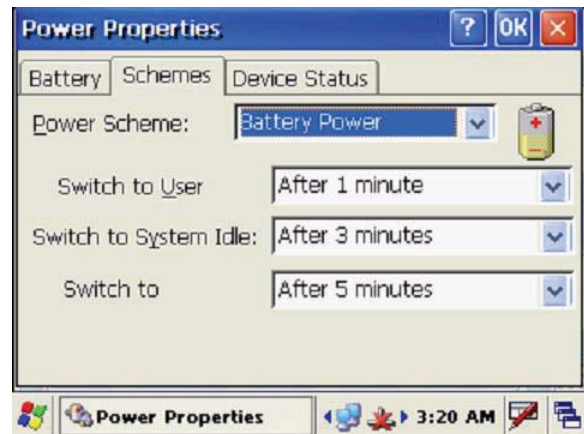 Power Properties ? OK ×
Battery Schemes Device Status
Power Scheme: Battery Power
Switch to User After 1 minute
Switch to System Idle: After 3 minutes
Switch to After 5 minutes
Power Properties 3:20 AM